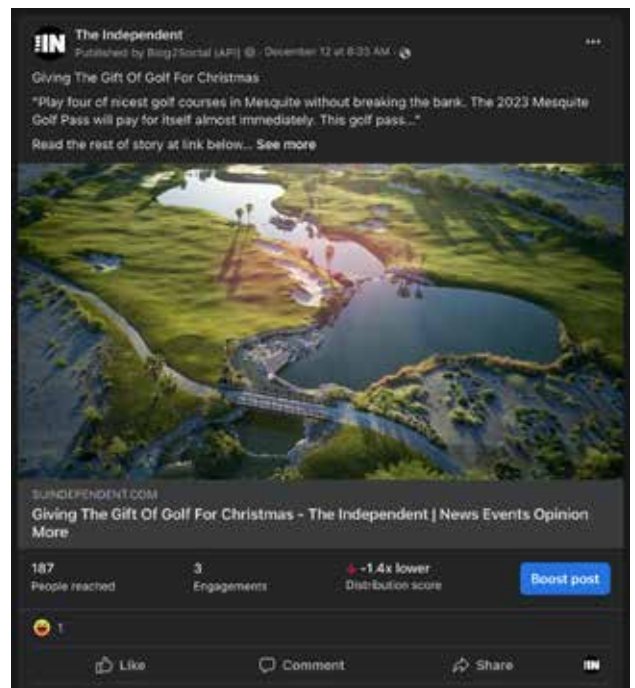 The Independent
Published by Blog2Social (API) · December 12 at 8:33 AM ·
Giving The Gift Of Golf For Christmas
"Play four of nicest golf courses in Mesquite without breaking the bank. The 2023 Mesquite
Golf Pass will pay for itself almost immediately. This golf pass..."
Read the rest of story at link below... See more
SUINDEPENDENT.COM
Giving The Gift Of Golf For Christmas - The Independent | News Events Opinion
More
187
People reached
3
Engagements
-1.4x lower
Distribution score
Boost post
1
Like
Comment
Share
IN